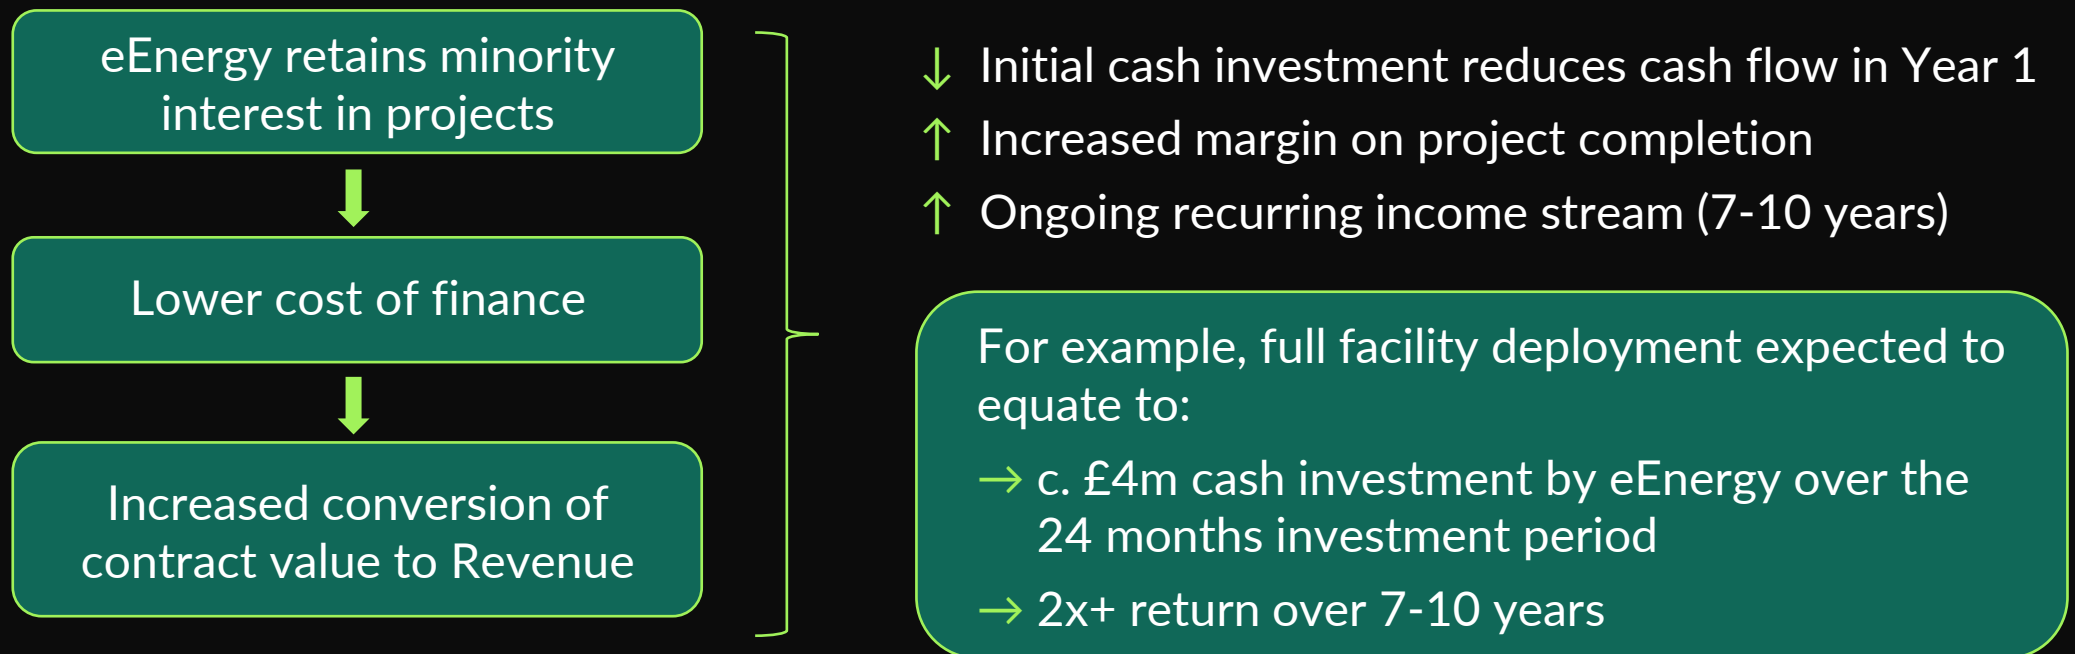 eEnergy retains minority
interest in projects
Lower cost of finance
Increased conversion of
contract value to Revenue
↓ Initial cash investment reduces cash flow in Year 1
↑ Increased margin on project completion
↑ Ongoing recurring income stream (7-10 years)
For example, full facility deployment expected to
equate to:
→ c. £4m cash investment by eEnergy over the
24 months investment period
→ 2x+ return over 7-10 years